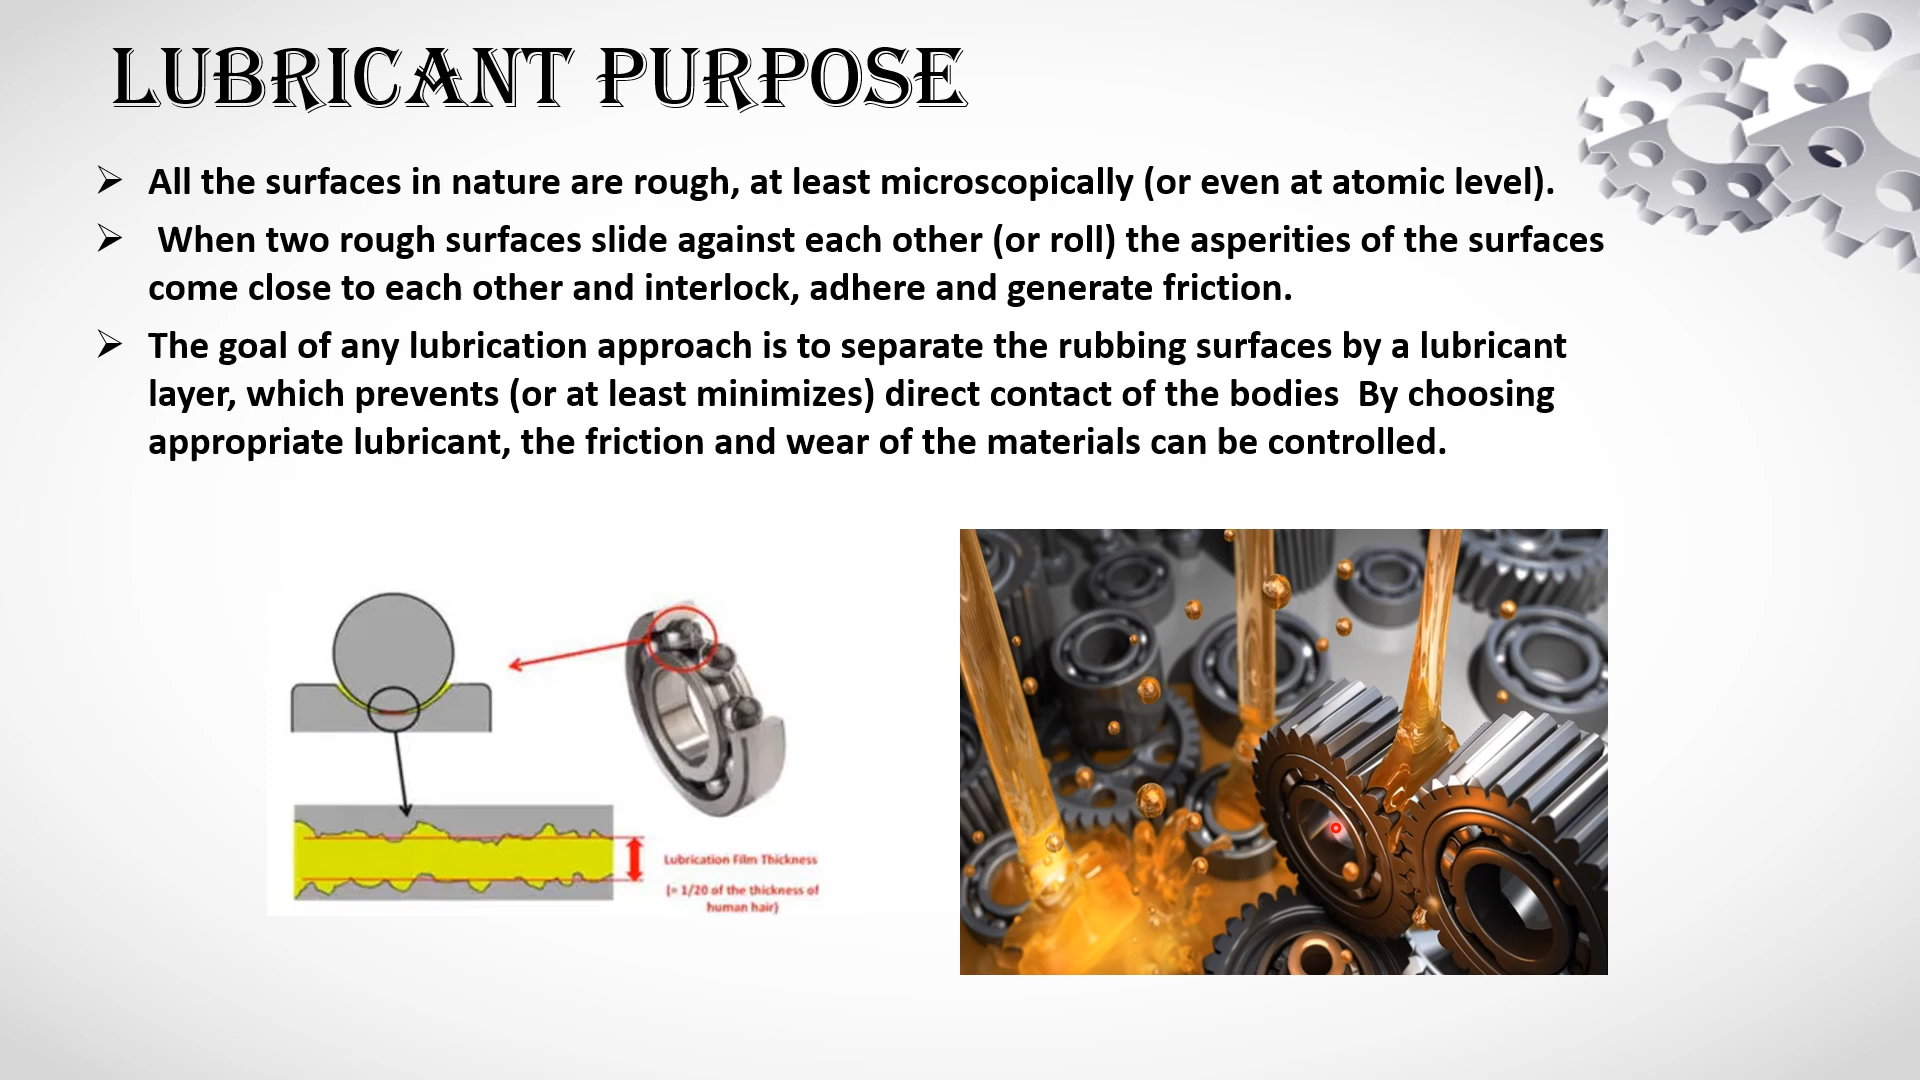 LUBRICANT PURPOSE
➢ All the surfaces in nature are rough, at least microscopically (or even at atomic level).
➢ When two rough surfaces slide against each other (or roll) the asperities of the surfaces
come close to each other and interlock, adhere and generate friction.
➢ The goal of any lubrication approach is to separate the rubbing surfaces by a lubricant
layer, which prevents (or at least minimizes) direct contact of the bodies  By choosing
appropriate lubricant, the friction and wear of the materials can be controlled.
Lubrication Film Thickness
(= 1/20 of the thickness of
human hair)